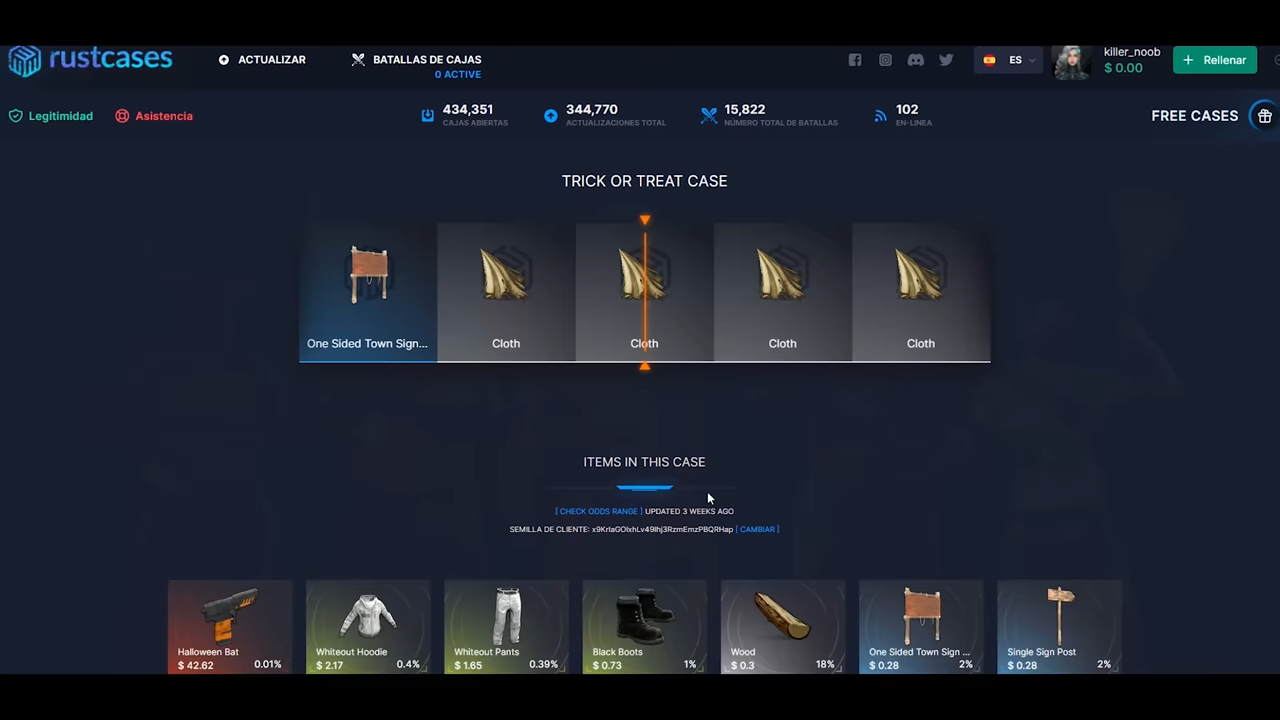 rustcases
ACTUALIZAR
BATALLAS DE CAJAS
0 ACTIVE
ES
killer_noob
$ 0.00
Rellenar
Legitimidad
Asistencia
434,351
CAJAS ABIERTAS
344,770
ACTUALIZACIONES TOTAL
15,822
NÚMERO TOTAL DE BATALLAS
102
EN-LINEA
FREE CASES
TRICK OR TREAT CASE
One Sided Town Sign...
Cloth
Cloth
Cloth
Cloth
ITEMS IN THIS CASE
[ CHECK ODDS RANGE ] UPDATED 3 WEEKS AGO
SEMILLA DE CLIENTE: [ CAMBIAR ]
Halloween Bat
$ 42.62 0.01%
Whiteout Hoodie
$ 2.17 0.4%
Whiteout Pants
$ 1.65 0.39%
Black Boots
$ 0.73 1%
Wood
$ 0.3 18%
One Sided Town Sign ...
$ 0.28 2%
Single Sign Post
$ 0.28 2%